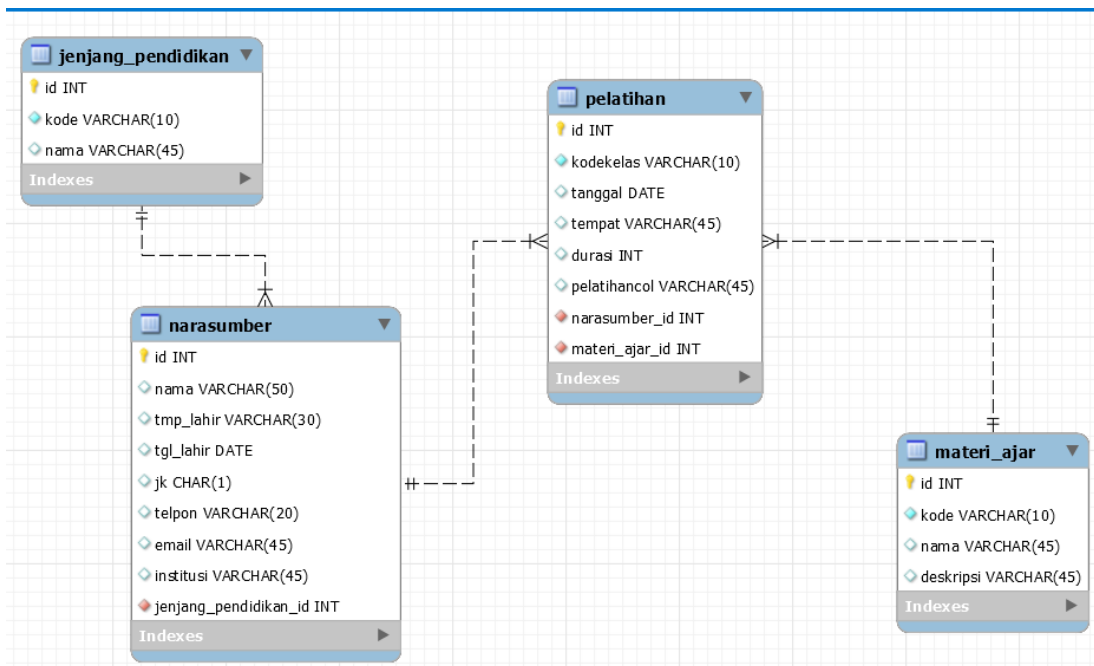 jenjang_pendidikan
id INT
kode VARCHAR(10)
nama VARCHAR(45)
Indexes
pelatihan
id INT
kodekelas VARCHAR(10)
tanggal DATE
tempat VARCHAR(45)
durasi INT
pelatihancol VARCHAR(45)
narasumber_id INT
materi_ajar_id INT
Indexes
narasumber
id INT
nama VARCHAR(50)
tmp_lahir VARCHAR(30)
tgl_lahir DATE
jk CHAR(1)
telpon VARCHAR(20)
email VARCHAR(45)
institusi VARCHAR(45)
jenjang_pendidikan_id INT
Indexes
materi_ajar
id INT
kode VARCHAR(10)
nama VARCHAR(45)
deskripsi VARCHAR(45)
Indexes